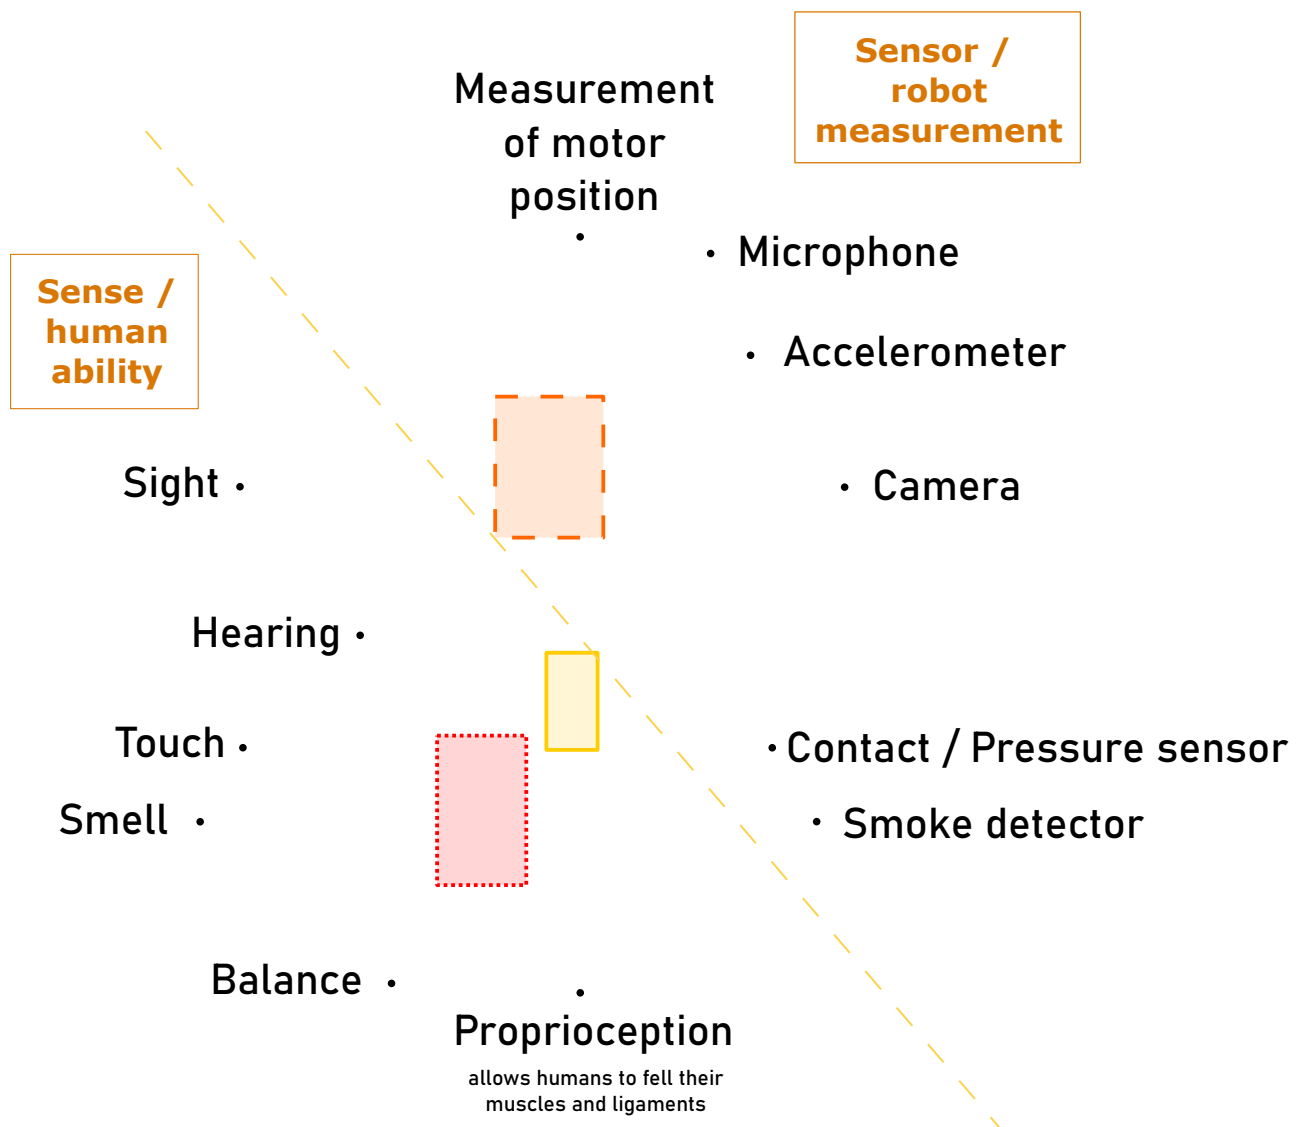 Sensor /
robot
measurement
Measurement
of motor
position
Microphone
Sense /
human
ability
Accelerometer
Sight
Camera
Hearing
Touch
Contact / Pressure sensor
Smell
Smoke detector
Balance
Proprioception
allows humans to fell their
muscles and ligaments